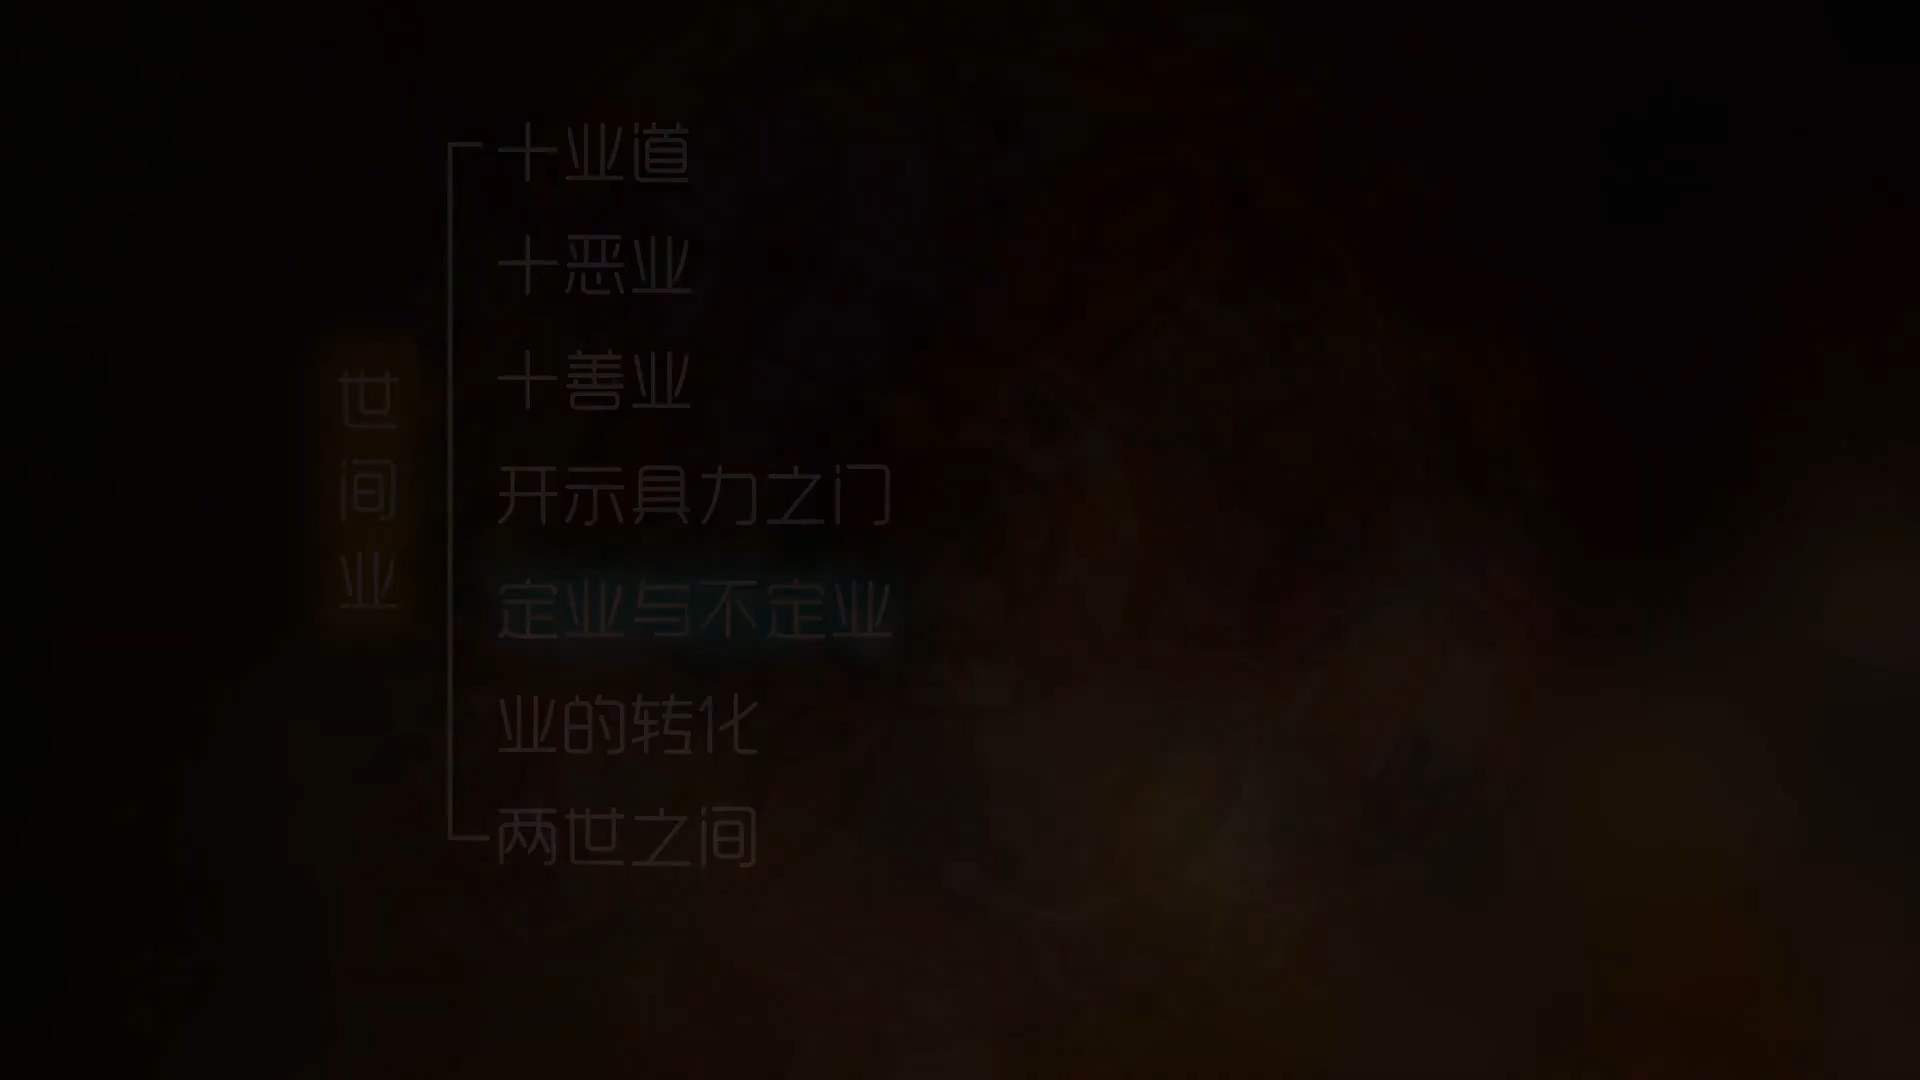 世间业
十业道
十恶业
十善业
开示具力之门
定业与不定业
业的转化
两世之间